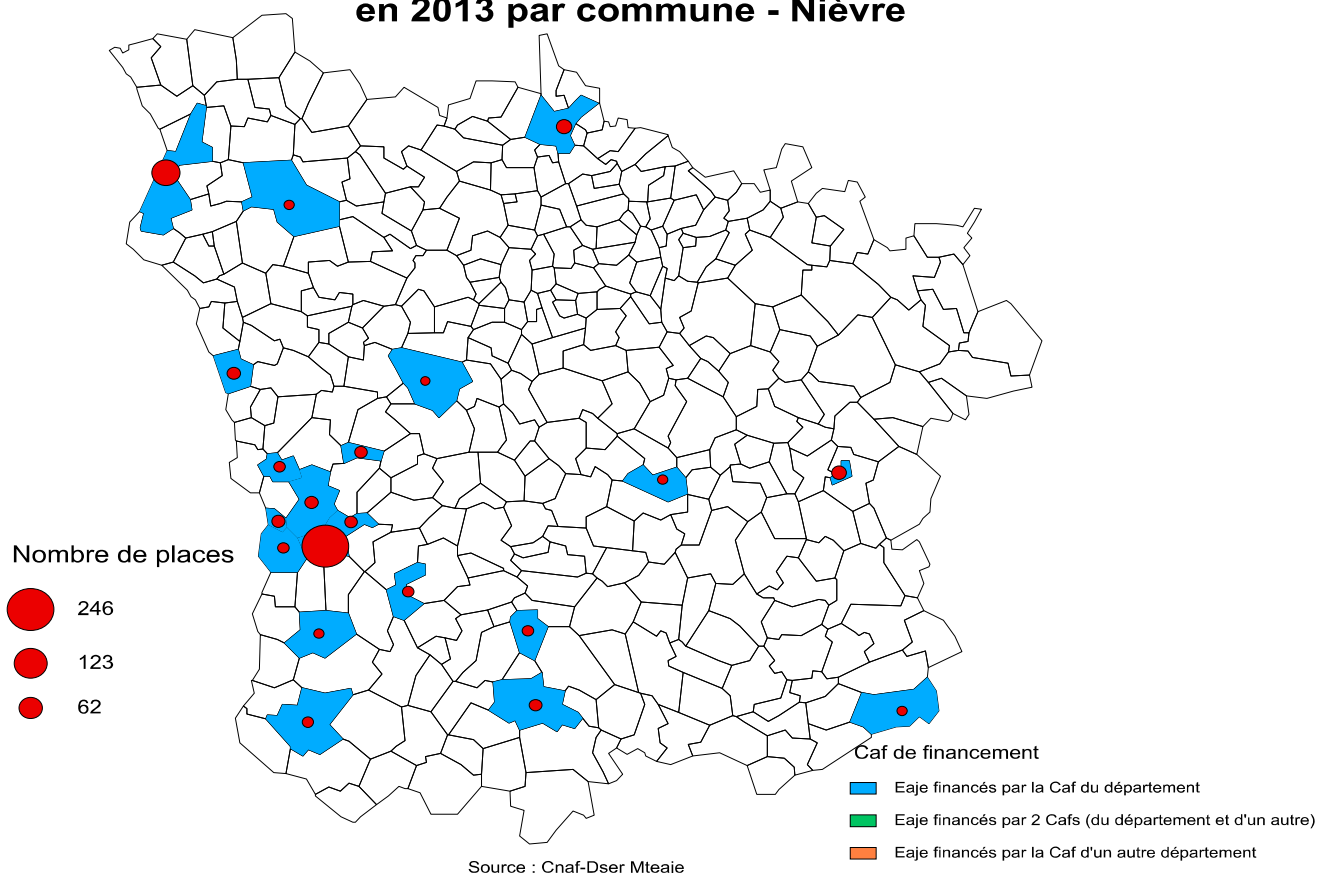 en 2013 par commune - Nièvre
Nombre de places
246
123
62
Caf de financement
Eaje financés par la Caf du département
Eaje financés par 2 Cafs (du département et d'un autre)
Eaje financés par la Caf d'un autre département
Source : Cnaf-Dser Mteaie